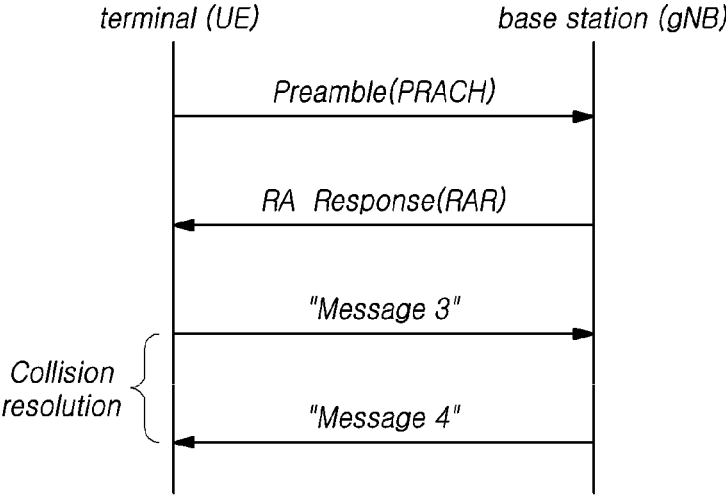 terminal (UE)
base station (gNB)
Preamble(PRACH)
RA Response(RAR)
"Message 3"
Collision
resolution
"Message 4"